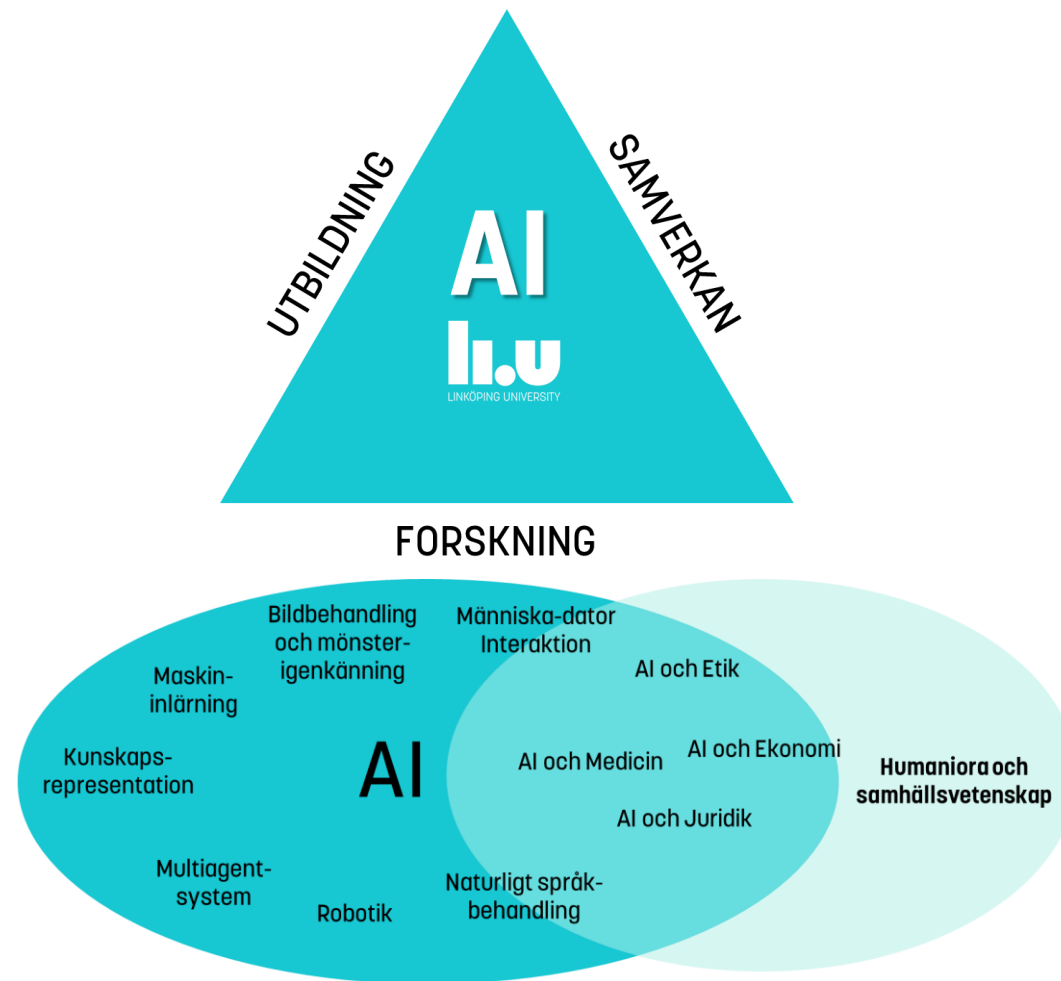 UTBILDNING
SAMVERKAN
AI
li.u
LINKÖPING UNIVERSITY
FORSKNING
Bildbehandling
och mönster-
igenkänning
Människa-dator
Interaktion
Maskin-
inlärning
AI och Etik
Kunskaps-
representation
AI
AI och Medicin
AI och Ekonomi
Humaniora och
samhällsvetenskap
AI och Juridik
Multiagent-
system
Robotik
Naturligt språk-
behandling